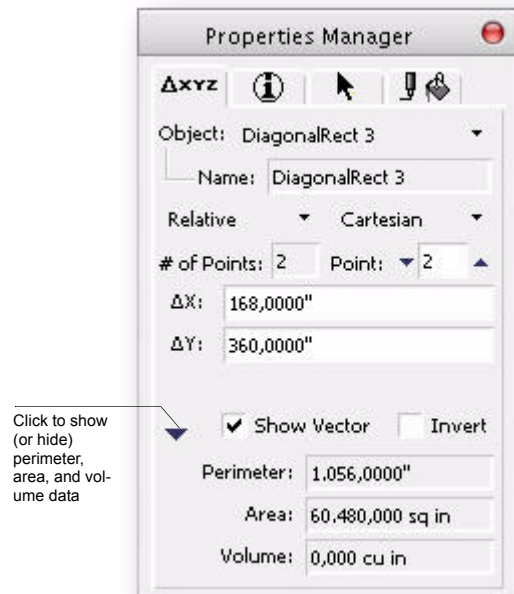 Properties Manager
ΔXYZ
Object: DiagonalRect 3
Name: DiagonalRect 3
Relative Cartesian
# of Points: 2 Point: 2
ΔX: 168,0000"
ΔY: 360,0000"
Click to show
(or hide)
perimeter,
area, and vol-
ume data
Show Vector Invert
Perimeter: 1.056,0000"
Area: 60.480,000 sq in
Volume: 0,000 cu in